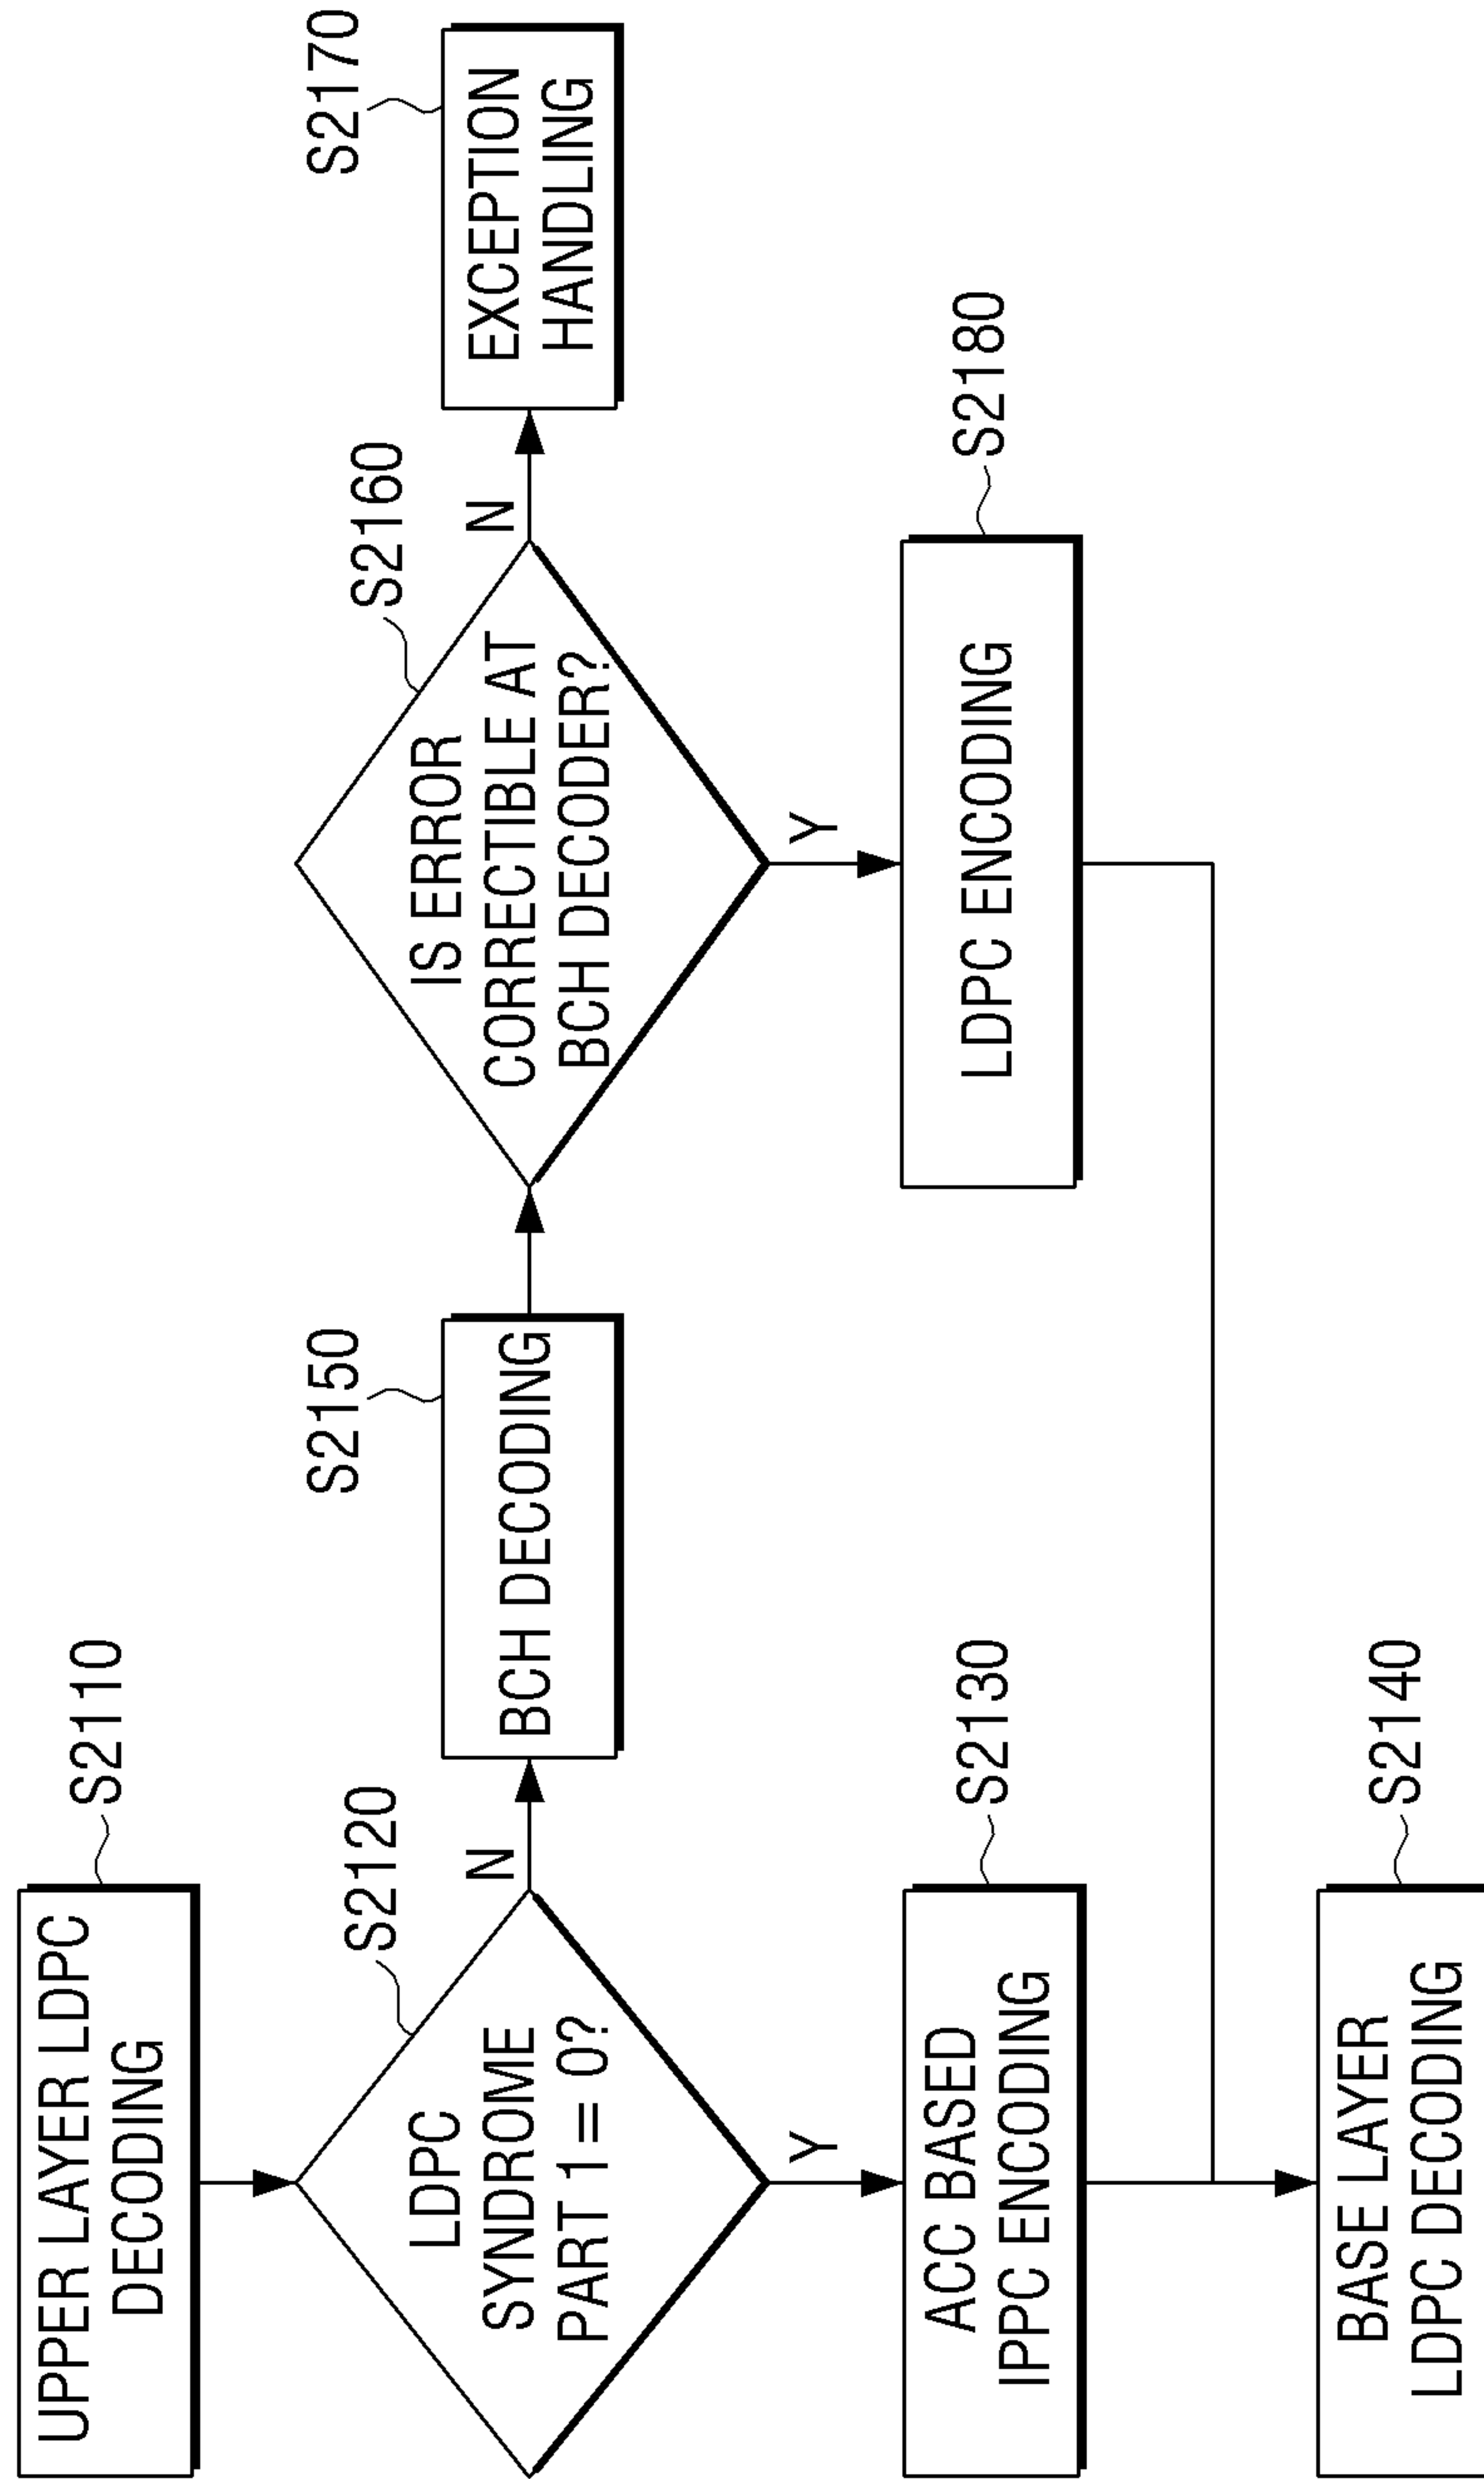 UPPER LAYER LDPC
DECODING
S2110
LDPC
SYNDROME
PART 1 = 0?
S2120
N
Y
BCH DECODING
S2150
IS ERROR
CORRECTIBLE AT
BCH DECODER?
S2160
N
Y
EXCEPTION
HANDLING
S2170
ACC BASED
IPPC ENCODING
S2130
LDPC ENCODING
S2180
BASE LAYER
LDPC DECODING
S2140